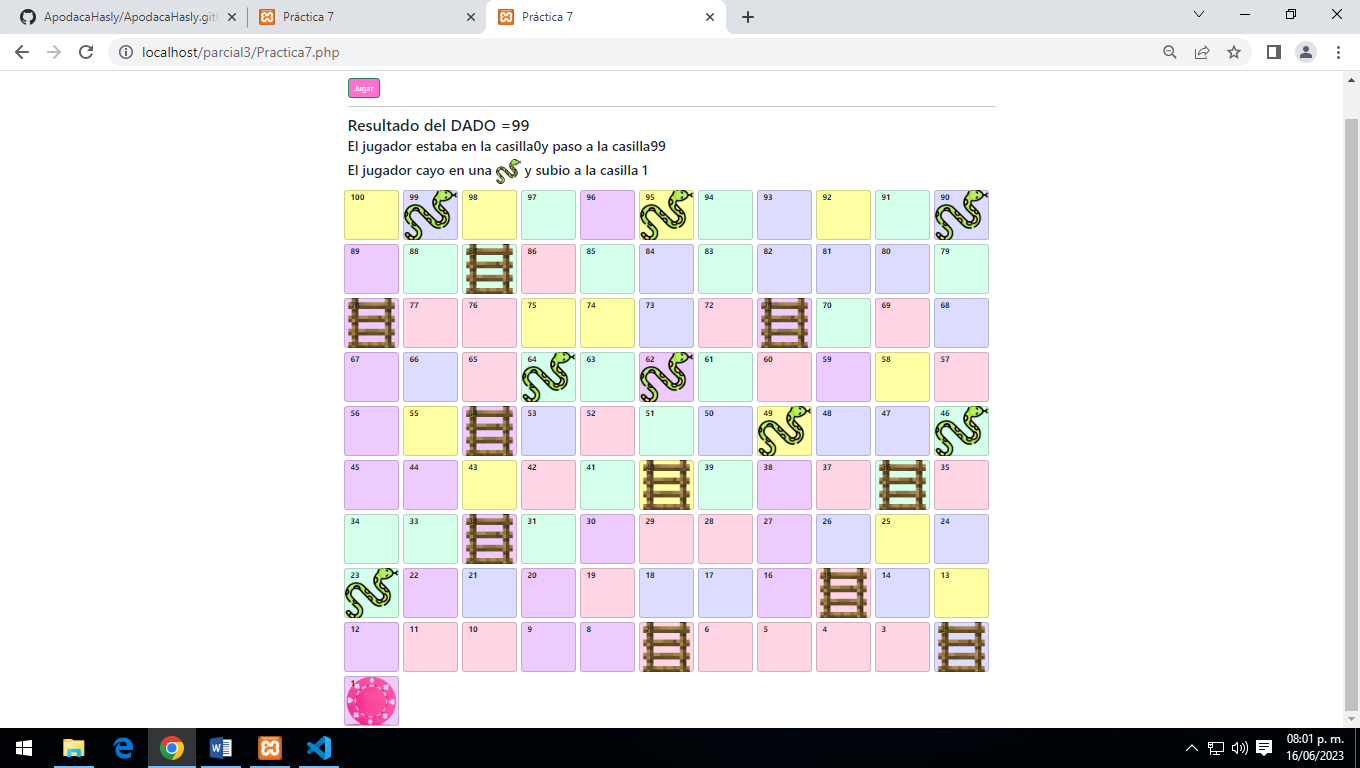 ApodacaHasly/ApodacaHasly.gitl
Práctica 7
Práctica 7
localhost/parcial3/Practica7.php
Jugar
Resultado del DADO =99
El jugador estaba en la casilla0y paso a la casilla99
El jugador cayo en una y subio a la casilla 1
100 99 98 97 96 95 94 93 92 91 90
89 88 86 85 84 83 82 81 80 79
77 76 75 74 73 72 70 69 68
67 66 65 64 63 62 61 60 59 58 57
56 55 53 52 51 50 49 48 47 46
45 44 43 42 41 39 38 37 35
34 33 31 30 29 28 27 26 25 24
23 22 21 20 19 18 17 16 14 13
12 11 10 9 8 6 5 4 3
1
08:01 p. m.
16/06/2023